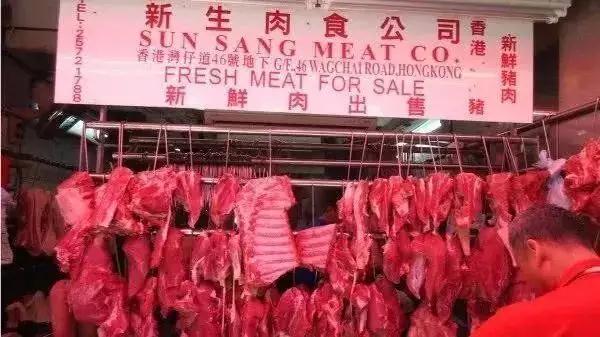 新生肉食公司
SUN SANG MEAT CO.
香港灣仔道46號地下 G/F.46 WAGCHAI ROAD,HONGKONG
FRESH MEAT FOR SALE
新鮮肉出售
豬
TEL:25721788
香港
新鮮豬肉